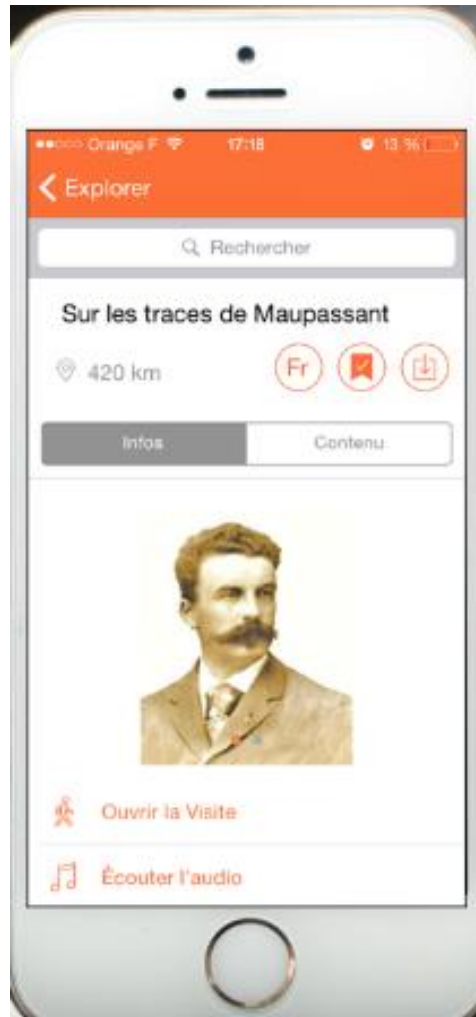 Orange F 17:18 13 %
Explorer
Rechercher
Sur les traces de Maupassant
420 km Fr
Infos Contenu
Ouvrir la Visite
Écouter l'audio